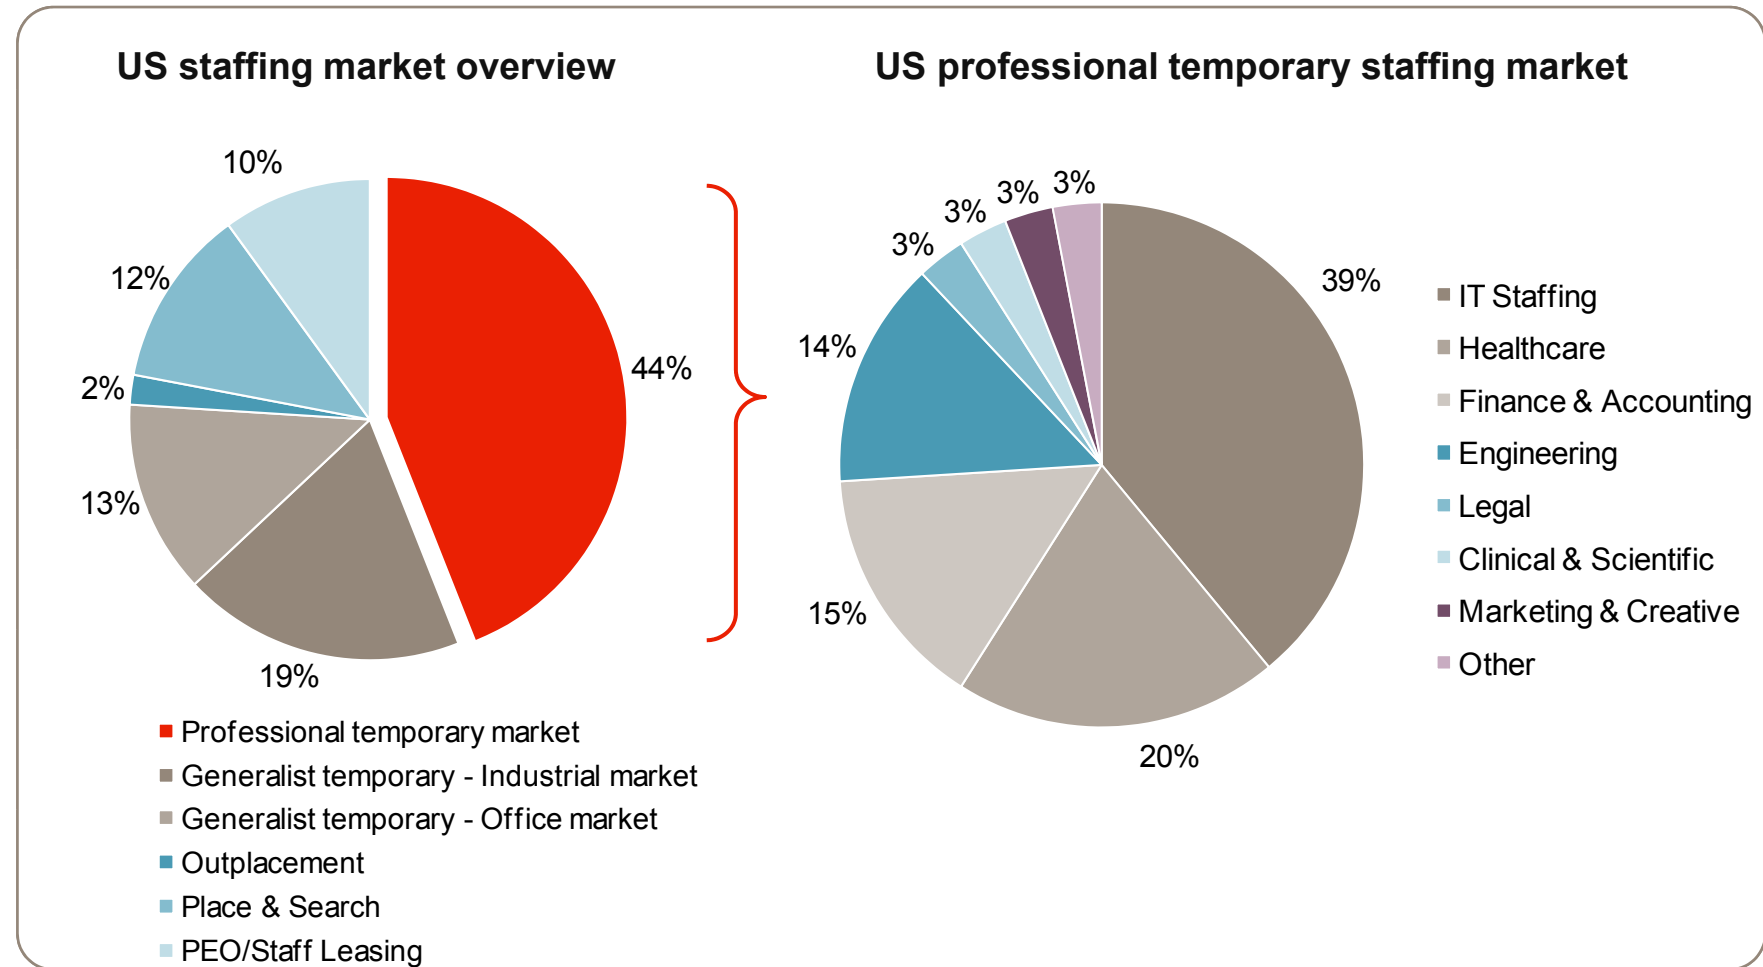 US staffing market overview
10%
12%
44%
2%
13%
19%
Professional temporary market
Generalist temporary - Industrial market
Generalist temporary - Office market
Outplacement
Place & Search
PEO/Staff Leasing
US professional temporary staffing market
3%
3%
3%
3%
39%
14%
15%
20%
IT Staffing
Healthcare
Finance & Accounting
Engineering
Legal
Clinical & Scientific
Marketing & Creative
Other